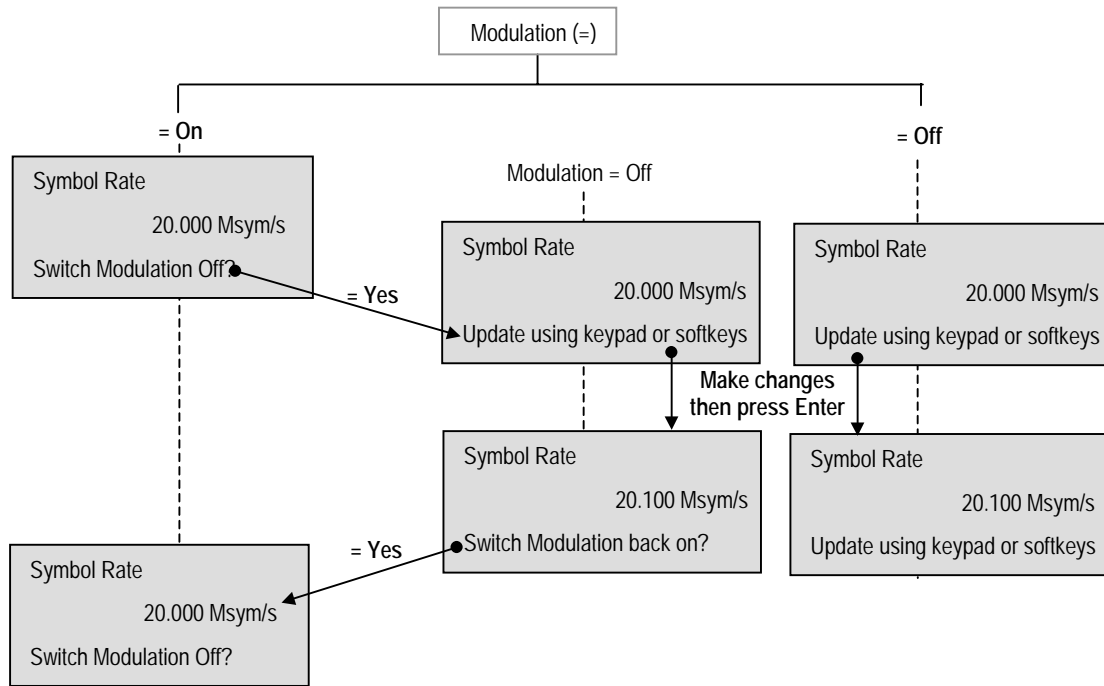 Modulation (=)
= On
= Off
Symbol Rate
20.000 Msym/s
Switch Modulation Off?
= Yes
Modulation = Off
Symbol Rate
20.000 Msym/s
Update using keypad or softkeys
Symbol Rate
20.000 Msym/s
Update using keypad or softkeys
Make changes
then press Enter
Symbol Rate
20.100 Msym/s
Switch Modulation back on?
Symbol Rate
20.100 Msym/s
Update using keypad or softkeys
= Yes
Symbol Rate
20.000 Msym/s
Switch Modulation Off?